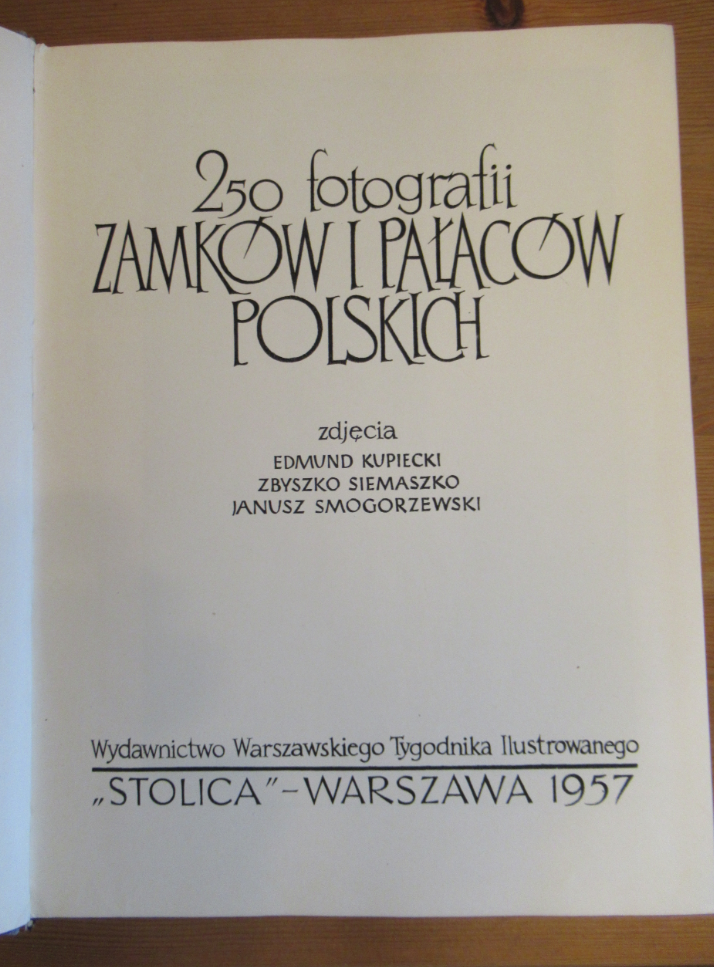 250 fotografii
ZAMKÓW I PAŁACÓW
POLSKICH
zdjęcia
EDMUND KUPIECKI
ZBYSZKO SIEMASZKO
JANUSZ SMOGORZEWSKI
Wydawnictwo Warszawskiego Tygodnika Ilustrowanego
„STOLICA” – WARSZAWA 1957